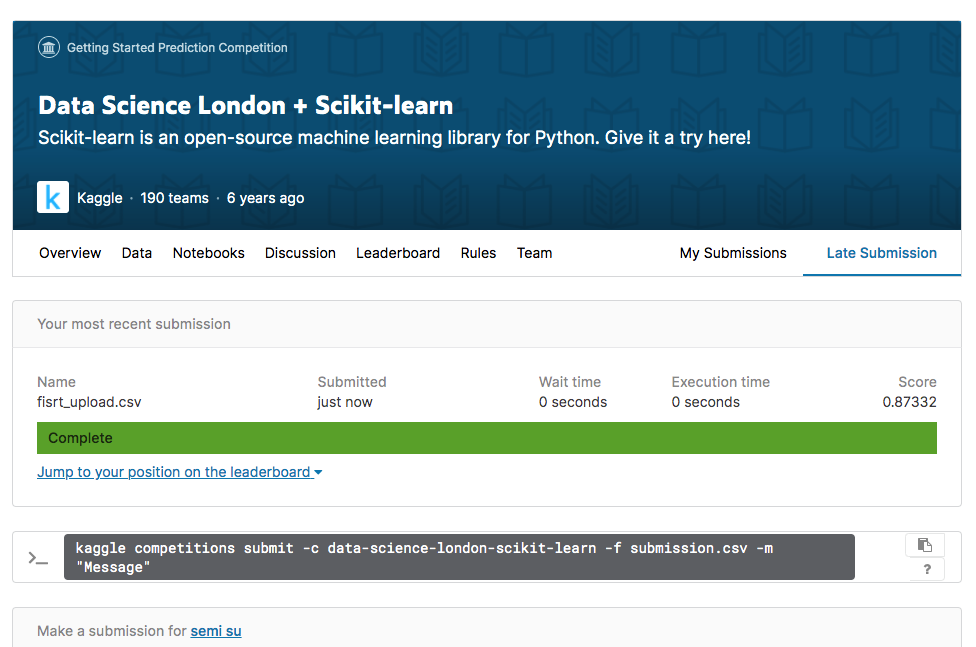 Getting Started Prediction Competition
Data Science London + Scikit-learn
Scikit-learn is an open-source machine learning library for Python. Give it a try here!
k Kaggle · 190 teams · 6 years ago
Overview Data Notebooks Discussion Leaderboard Rules Team My Submissions Late Submission
Your most recent submission
Name Submitted Wait time Execution time Score
fisrt_upload.csv just now 0 seconds 0 seconds 0.87332
Complete
Jump to your position on the leaderboard
>_ kaggle competitions submit -c data-science-london-scikit-learn -f submission.csv -m
"Message"
?
Make a submission for semi su